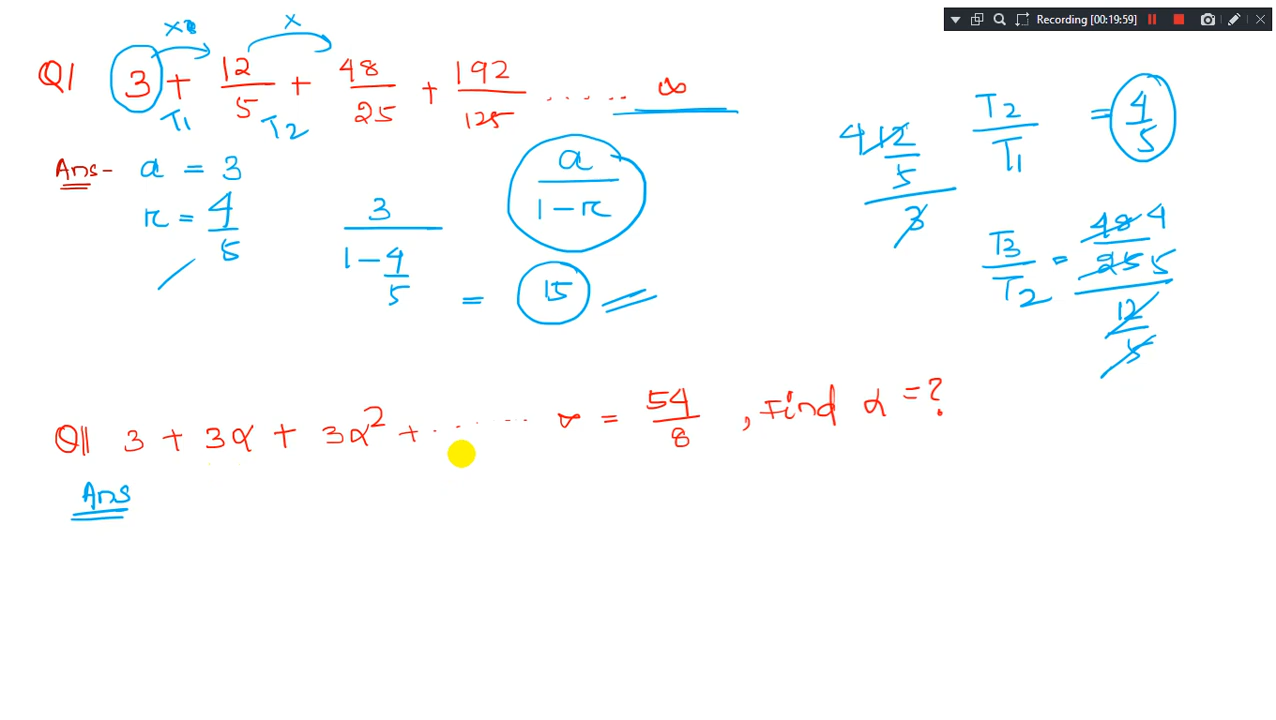 Recording [00:19:59]
× ×
Q1 3 + 12/5 + 48/25 + 192/125 ...... ∞
T1 T2
Ans- a = 3
r = 4/5
3/(1-4/5) = 15
a/(1-r)
4 12/5/3 T2/T1 = 4/5
T3/T2 = 48 4/25 5/12/5
Q|| 3 + 3α + 3α² + ....... ∞ = 54/8 , Find α = ?
Ans